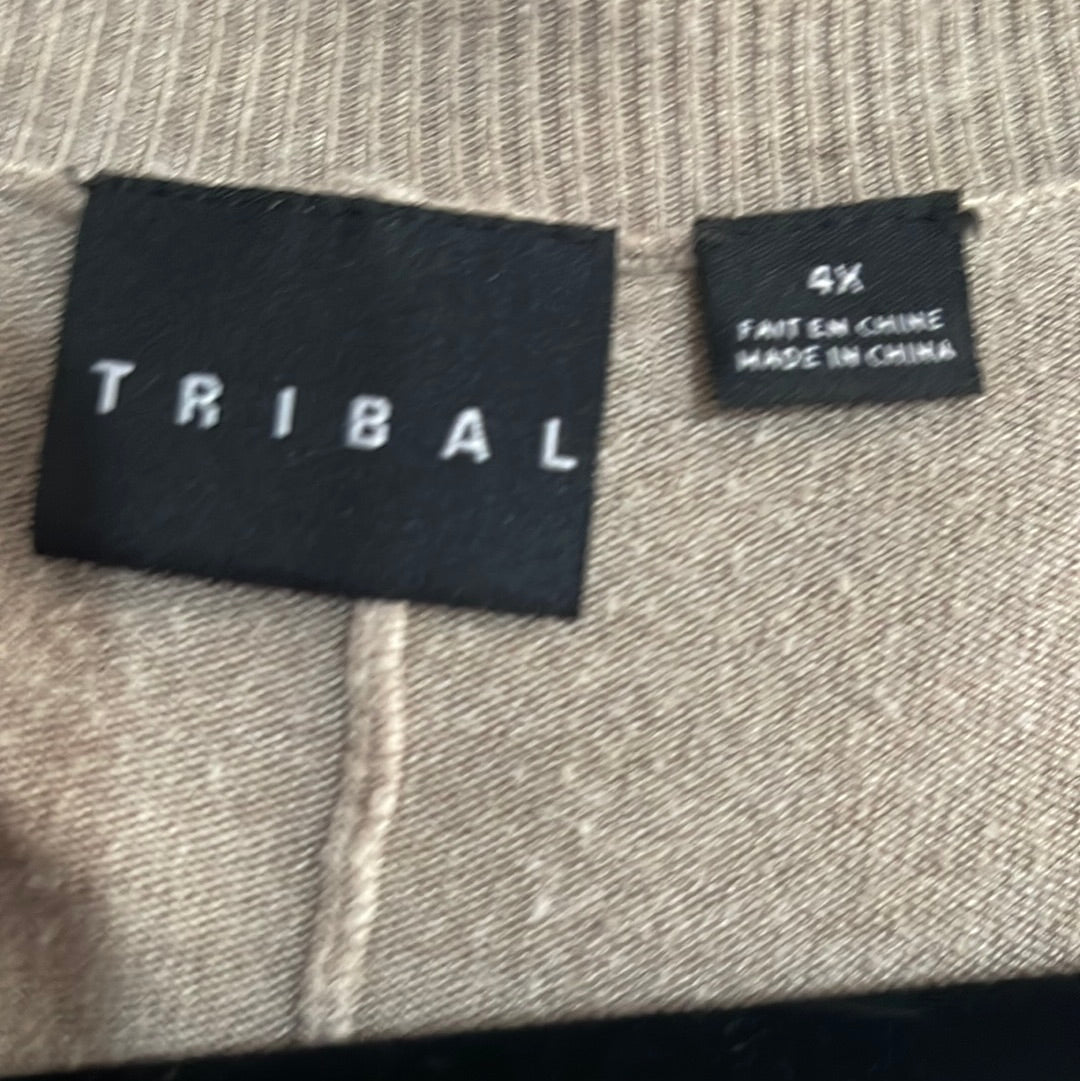 TRIBAL
4X
FAIT EN CHINE
MADE IN CHINA